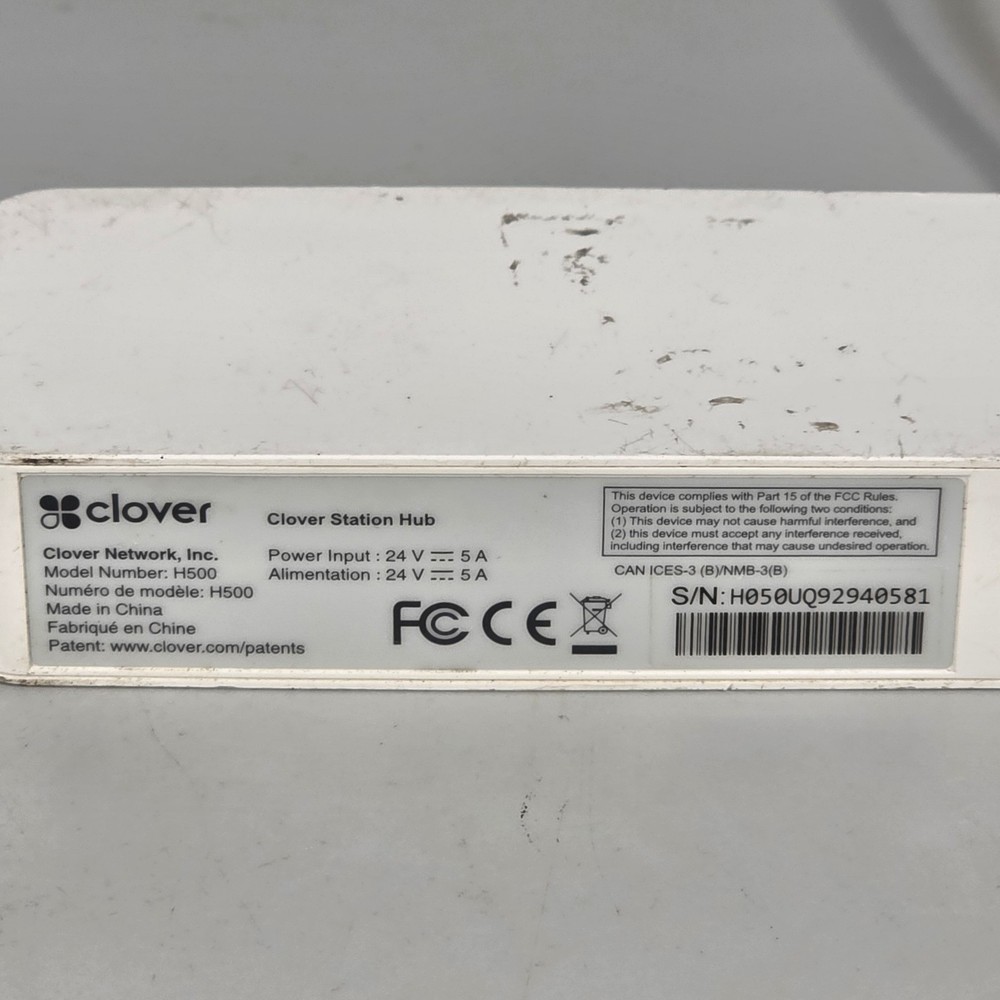 clover
Clover Network, Inc.
Model Number: H500
Numéro de modèle: H500
Made in China
Fabriqué en Chine
Patent: www.clover.com/patents
Clover Station Hub
Power Input : 24 V ⎓ 5 A
Alimentation : 24 V ⎓ 5 A
FC CE
This device complies with Part 15 of the FCC Rules.
Operation is subject to the following two conditions:
(1) This device may not cause harmful interference, and
(2) this device must accept any interference received,
including interference that may cause undesired operation.
CAN ICES-3 (B)/NMB-3(B)
S/N: H050UQ92940581